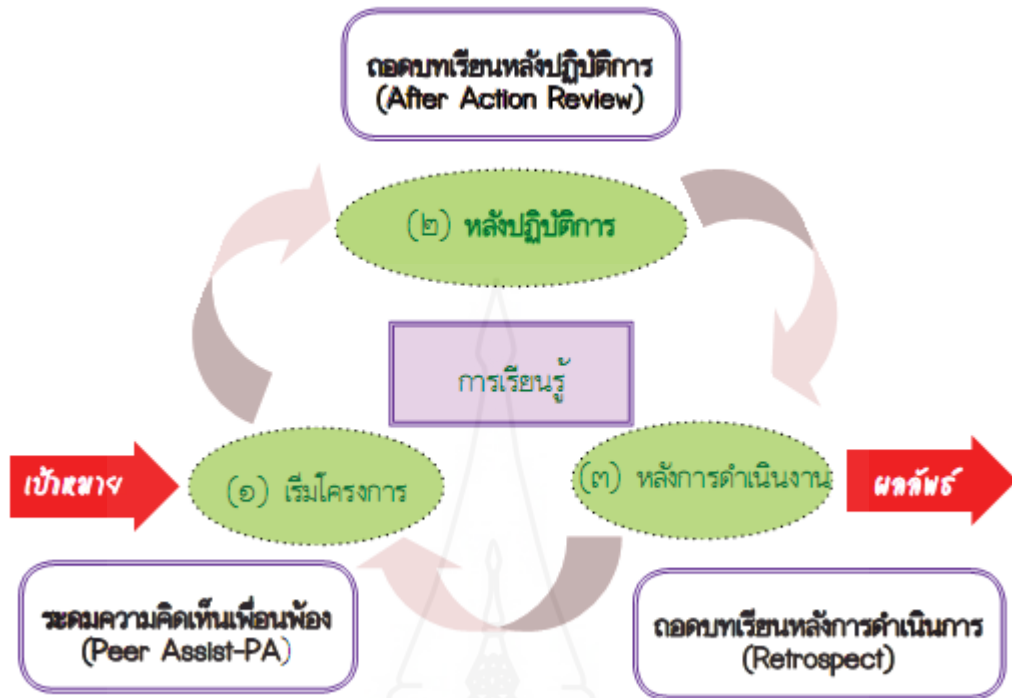 ถอดบทเรียนหลังปฏิบัติการ
(After Action Review)
(๒) หลังปฏิบัติการ
การเรียนรู้
เป้าหมาย
(๑) เริ่มโครงการ
(๓) หลังการดำเนินงาน
ผลลัพธ์
ระดมความคิดเห็นเพื่อนพ้อง
(Peer Assist-PA)
ถอดบทเรียนหลังการดำเนินการ
(Retrospect)